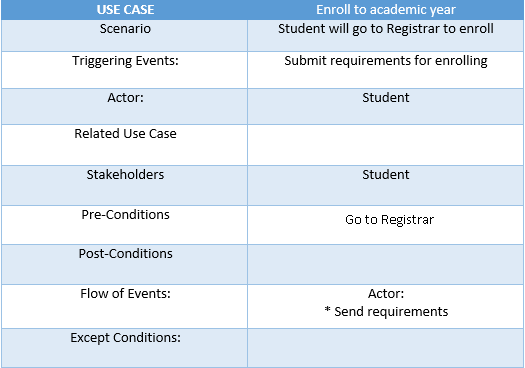 USE CASE Enroll to academic year
Scenario Student will go to Registrar to enroll
Triggering Events: Submit requirements for enrolling
Actor: Student
Related Use Case
Stakeholders Student
Pre-Conditions Go to Registrar
Post-Conditions
Flow of Events: Actor:
* Send requirements
Except Conditions: